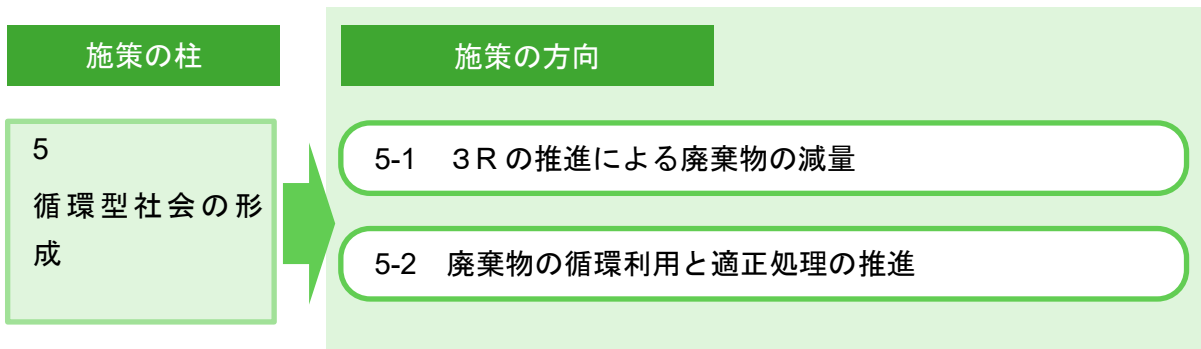 施策の柱
施策の方向
5
循環型社会の形
成
5-1　３Rの推進による廃棄物の減量
5-2　廃棄物の循環利用と適正処理の推進